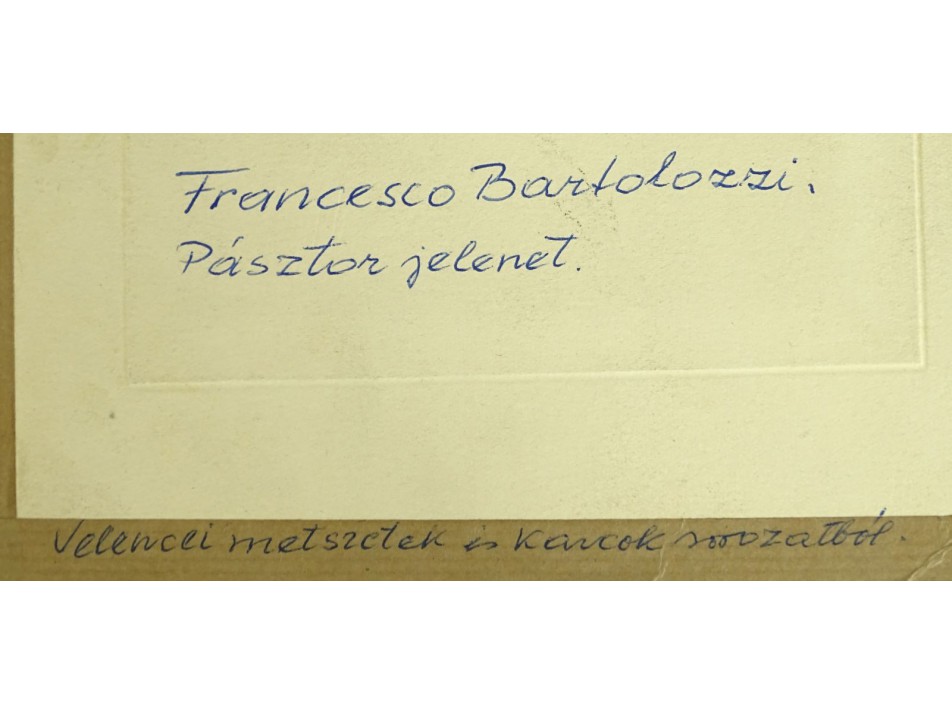 Francesco Bartolozzi.
Pásztor jelenet.
Velencei metszetek és Karcok sorozatból.